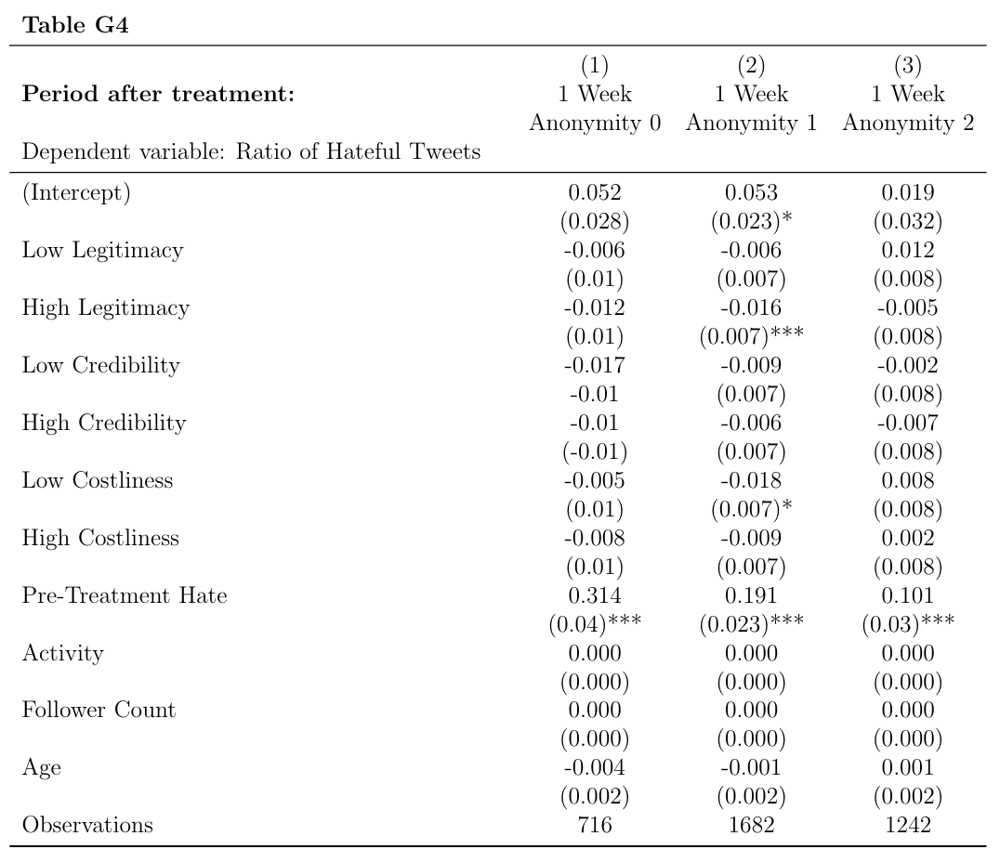 Table G4
(1) (2) (3)
Period after treatment: 1 Week 1 Week 1 Week
Anonymity 0 Anonymity 1 Anonymity 2
Dependent variable: Ratio of Hateful Tweets
(Intercept) 0.052 0.053 0.019
(0.028) (0.023)* (0.032)
Low Legitimacy -0.006 -0.006 0.012
(0.01) (0.007) (0.008)
High Legitimacy -0.012 -0.016 -0.005
(0.01) (0.007)*** (0.008)
Low Credibility -0.017 -0.009 -0.002
-0.01 (0.007) (0.008)
High Credibility -0.01 -0.006 -0.007
(-0.01) (0.007) (0.008)
Low Costliness -0.005 -0.018 0.008
(0.01) (0.007)* (0.008)
High Costliness -0.008 -0.009 0.002
(0.01) (0.007) (0.008)
Pre-Treatment Hate 0.314 0.191 0.101
(0.04)*** (0.023)*** (0.03)***
Activity 0.000 0.000 0.000
(0.000) (0.000) (0.000)
Follower Count 0.000 0.000 0.000
(0.000) (0.000) (0.000)
Age -0.004 -0.001 0.001
(0.002) (0.002) (0.002)
Observations 716 1682 1242